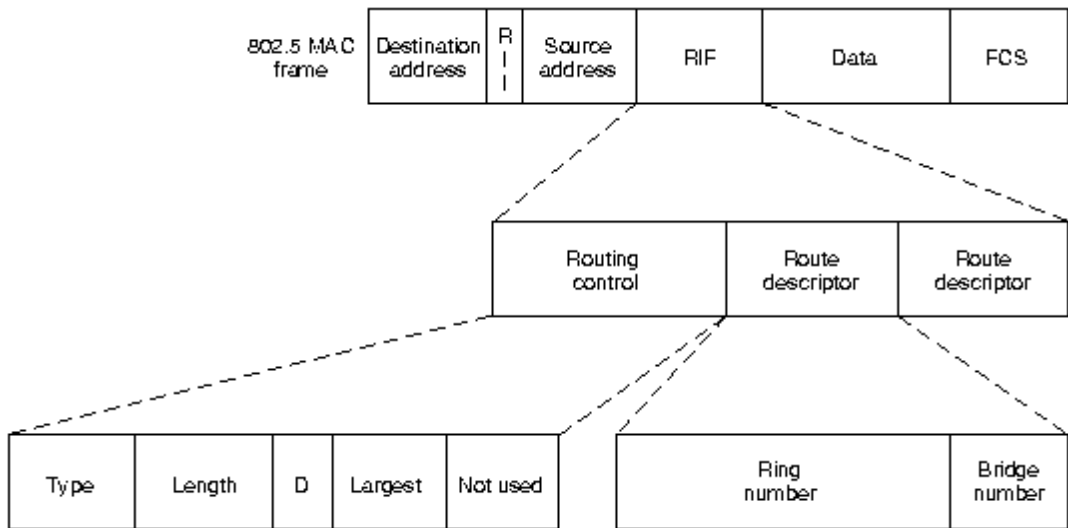 802.5 MAC
frame
Destination
address
R
I
I
Source
address
RIF
Data
FCS
Routing
control
Route
descriptor
Route
descriptor
Type
Length
D
Largest
Not used
Ring
number
Bridge
number